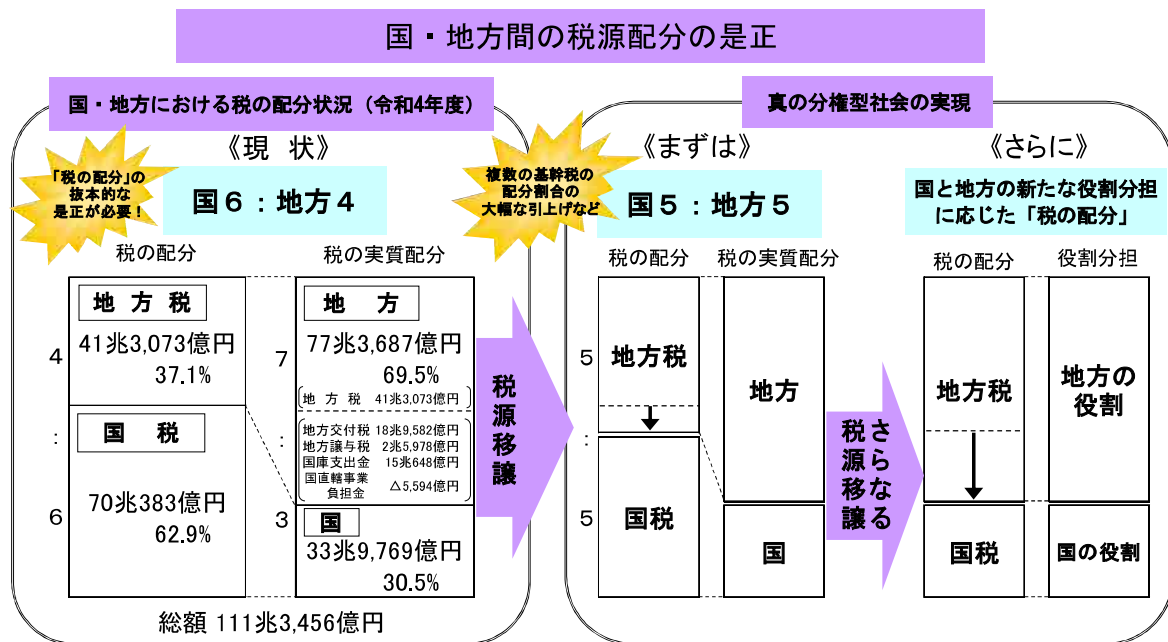 国・地方間の税源配分の是正
国・地方における税の配分状況（令和4年度）
《現 状》
「税の配分」の
抜本的な
是正が必要！
国６：地方４
税の配分
税の実質配分
地 方 税
41兆3,073億円
37.1%
国 税
70兆383億円
62.9%
4
：
6
地 方
77兆3,687億円
69.5%
地 方 税 41兆3,073億円
地方交付税 18兆9,582億円
地方譲与税 2兆5,978億円
国庫支出金 15兆648億円
国直轄事業
負担金 △5,594億円
国
33兆9,769億円
30.5%
7
：
3
総額 111兆3,456億円
税源移譲
真の分権型社会の実現
《まずは》
複数の基幹税の
配分割合の
大幅な引上げなど
国５：地方５
税の配分
税の実質配分
5
：
5
地方税
国税
地方
国
さらなる
税源移譲
《さらに》
国と地方の新たな役割分担
に応じた「税の配分」
税の配分
役割分担
地方税
国税
地方の
役割
国の役割